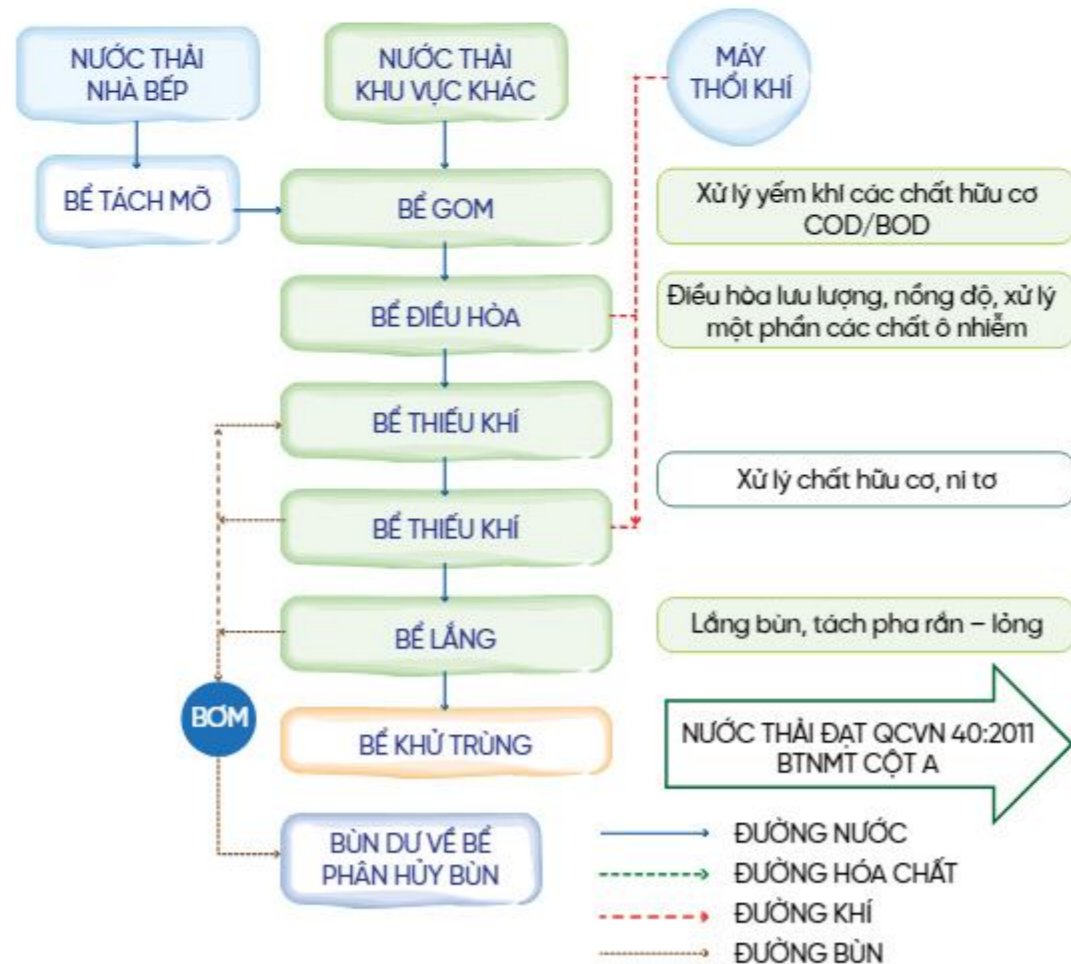 NƯỚC THẢI
NHÀ BẾP
NƯỚC THẢI
KHU VỰC KHÁC
MÁY
THỔI KHÍ
BỂ TÁCH MỠ
BỂ GOM
Xử lý yếm khí các chất hữu cơ
COD/BOD
BỂ ĐIỀU HÒA
Điều hòa lưu lượng, nồng độ, xử lý
một phần các chất ô nhiễm
BỂ THIẾU KHÍ
Xử lý chất hữu cơ, ni tơ
BỂ THIẾU KHÍ
BỂ LẮNG
Lắng bùn, tách pha rắn – lỏng
BƠM
BỂ KHỬ TRÙNG
NƯỚC THẢI ĐẠT QCVN 40:2011
BTNMT CỘT A
BÙN DƯ VỀ BỂ
PHÂN HỦY BÙN
ĐƯỜNG NƯỚC
ĐƯỜNG HÓA CHẤT
ĐƯỜNG KHÍ
ĐƯỜNG BÙN